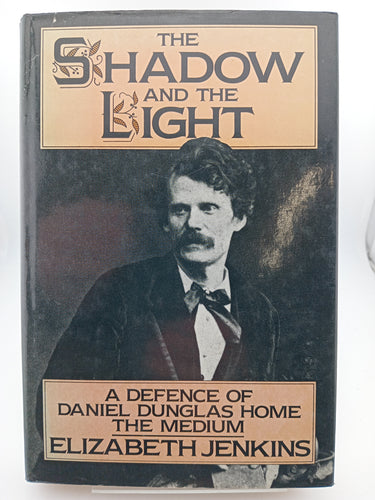 THE
SHADOW
AND THE
LIGHT
A DEFENCE OF
DANIEL DUNGLAS HOME
THE MEDIUM
ELIZABETH JENKINS